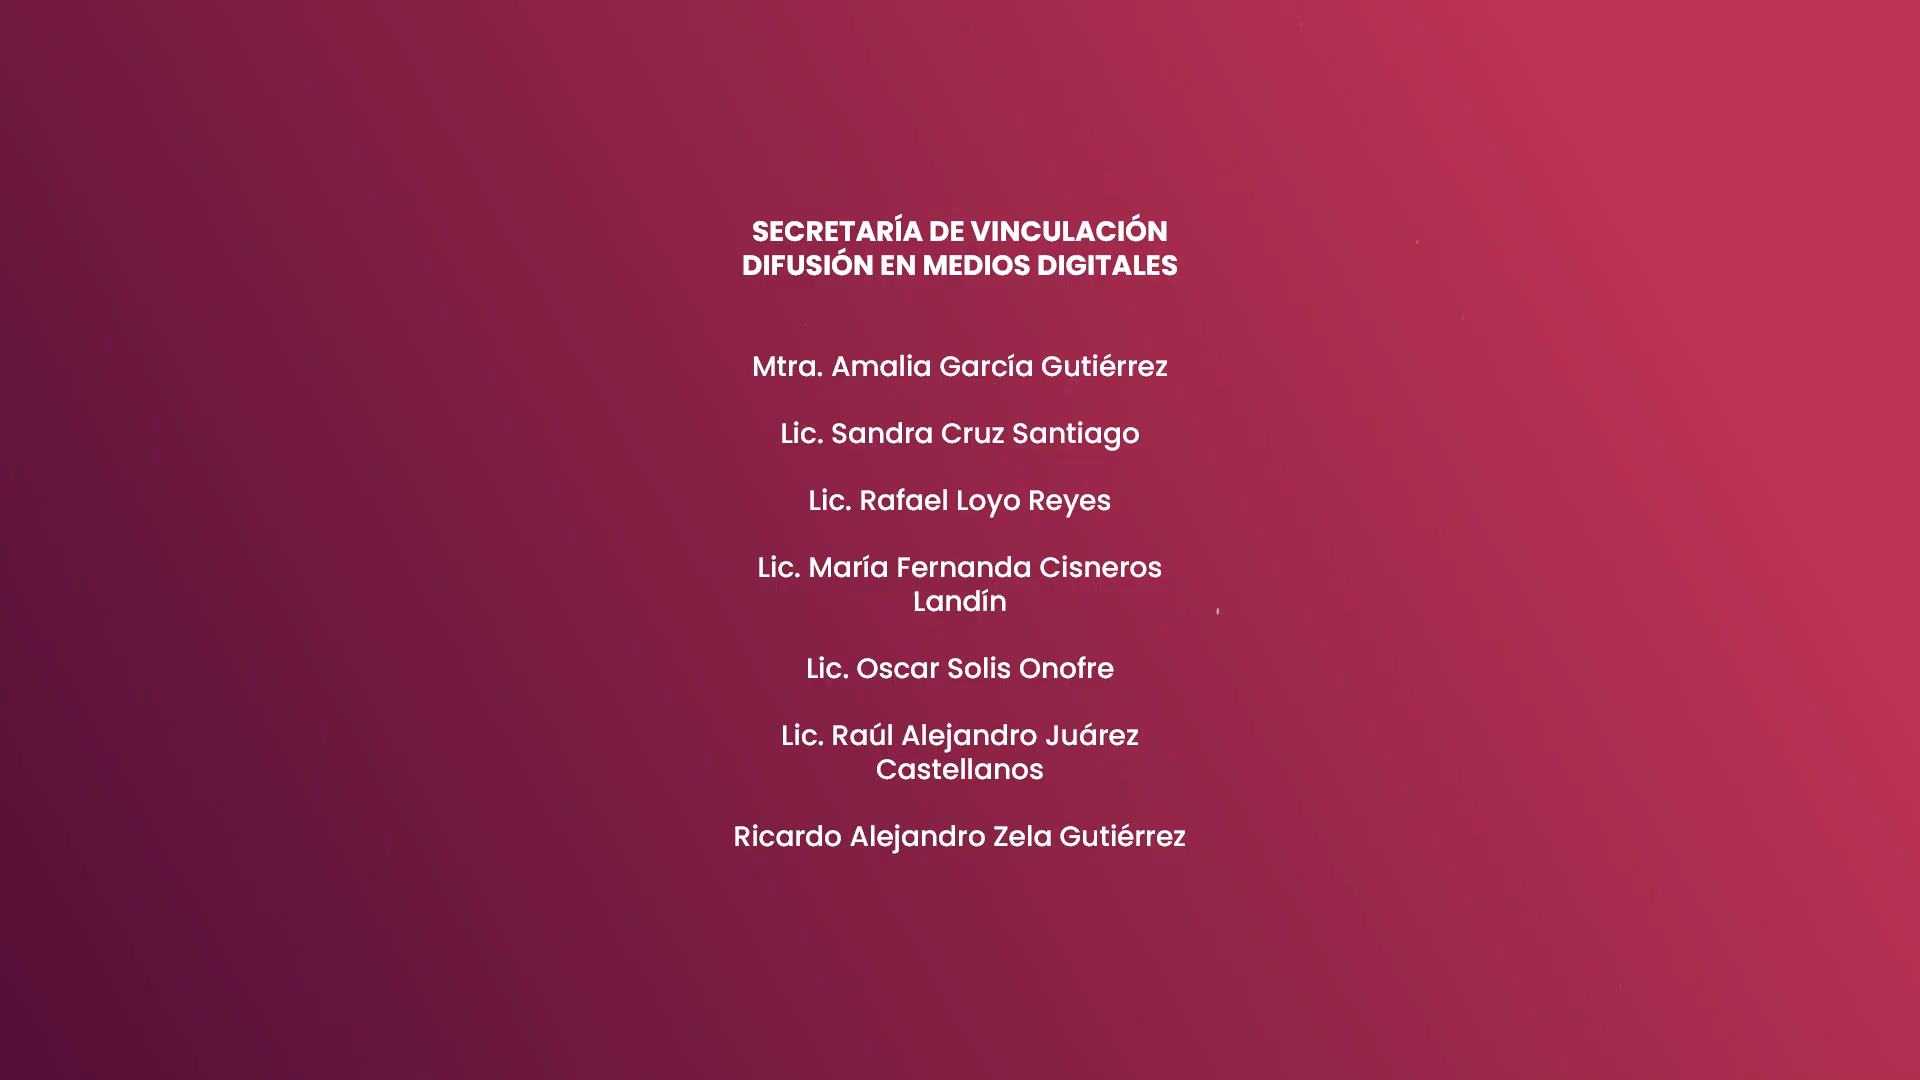 SECRETARÍA DE VINCULACIÓN
DIFUSIÓN EN MEDIOS DIGITALES
Mtra. Amalia García Gutiérrez
Lic. Sandra Cruz Santiago
Lic. Rafael Loyo Reyes
Lic. María Fernanda Cisneros
Landín
Lic. Oscar Solis Onofre
Lic. Raúl Alejandro Juárez
Castellanos
Ricardo Alejandro Zela Gutiérrez